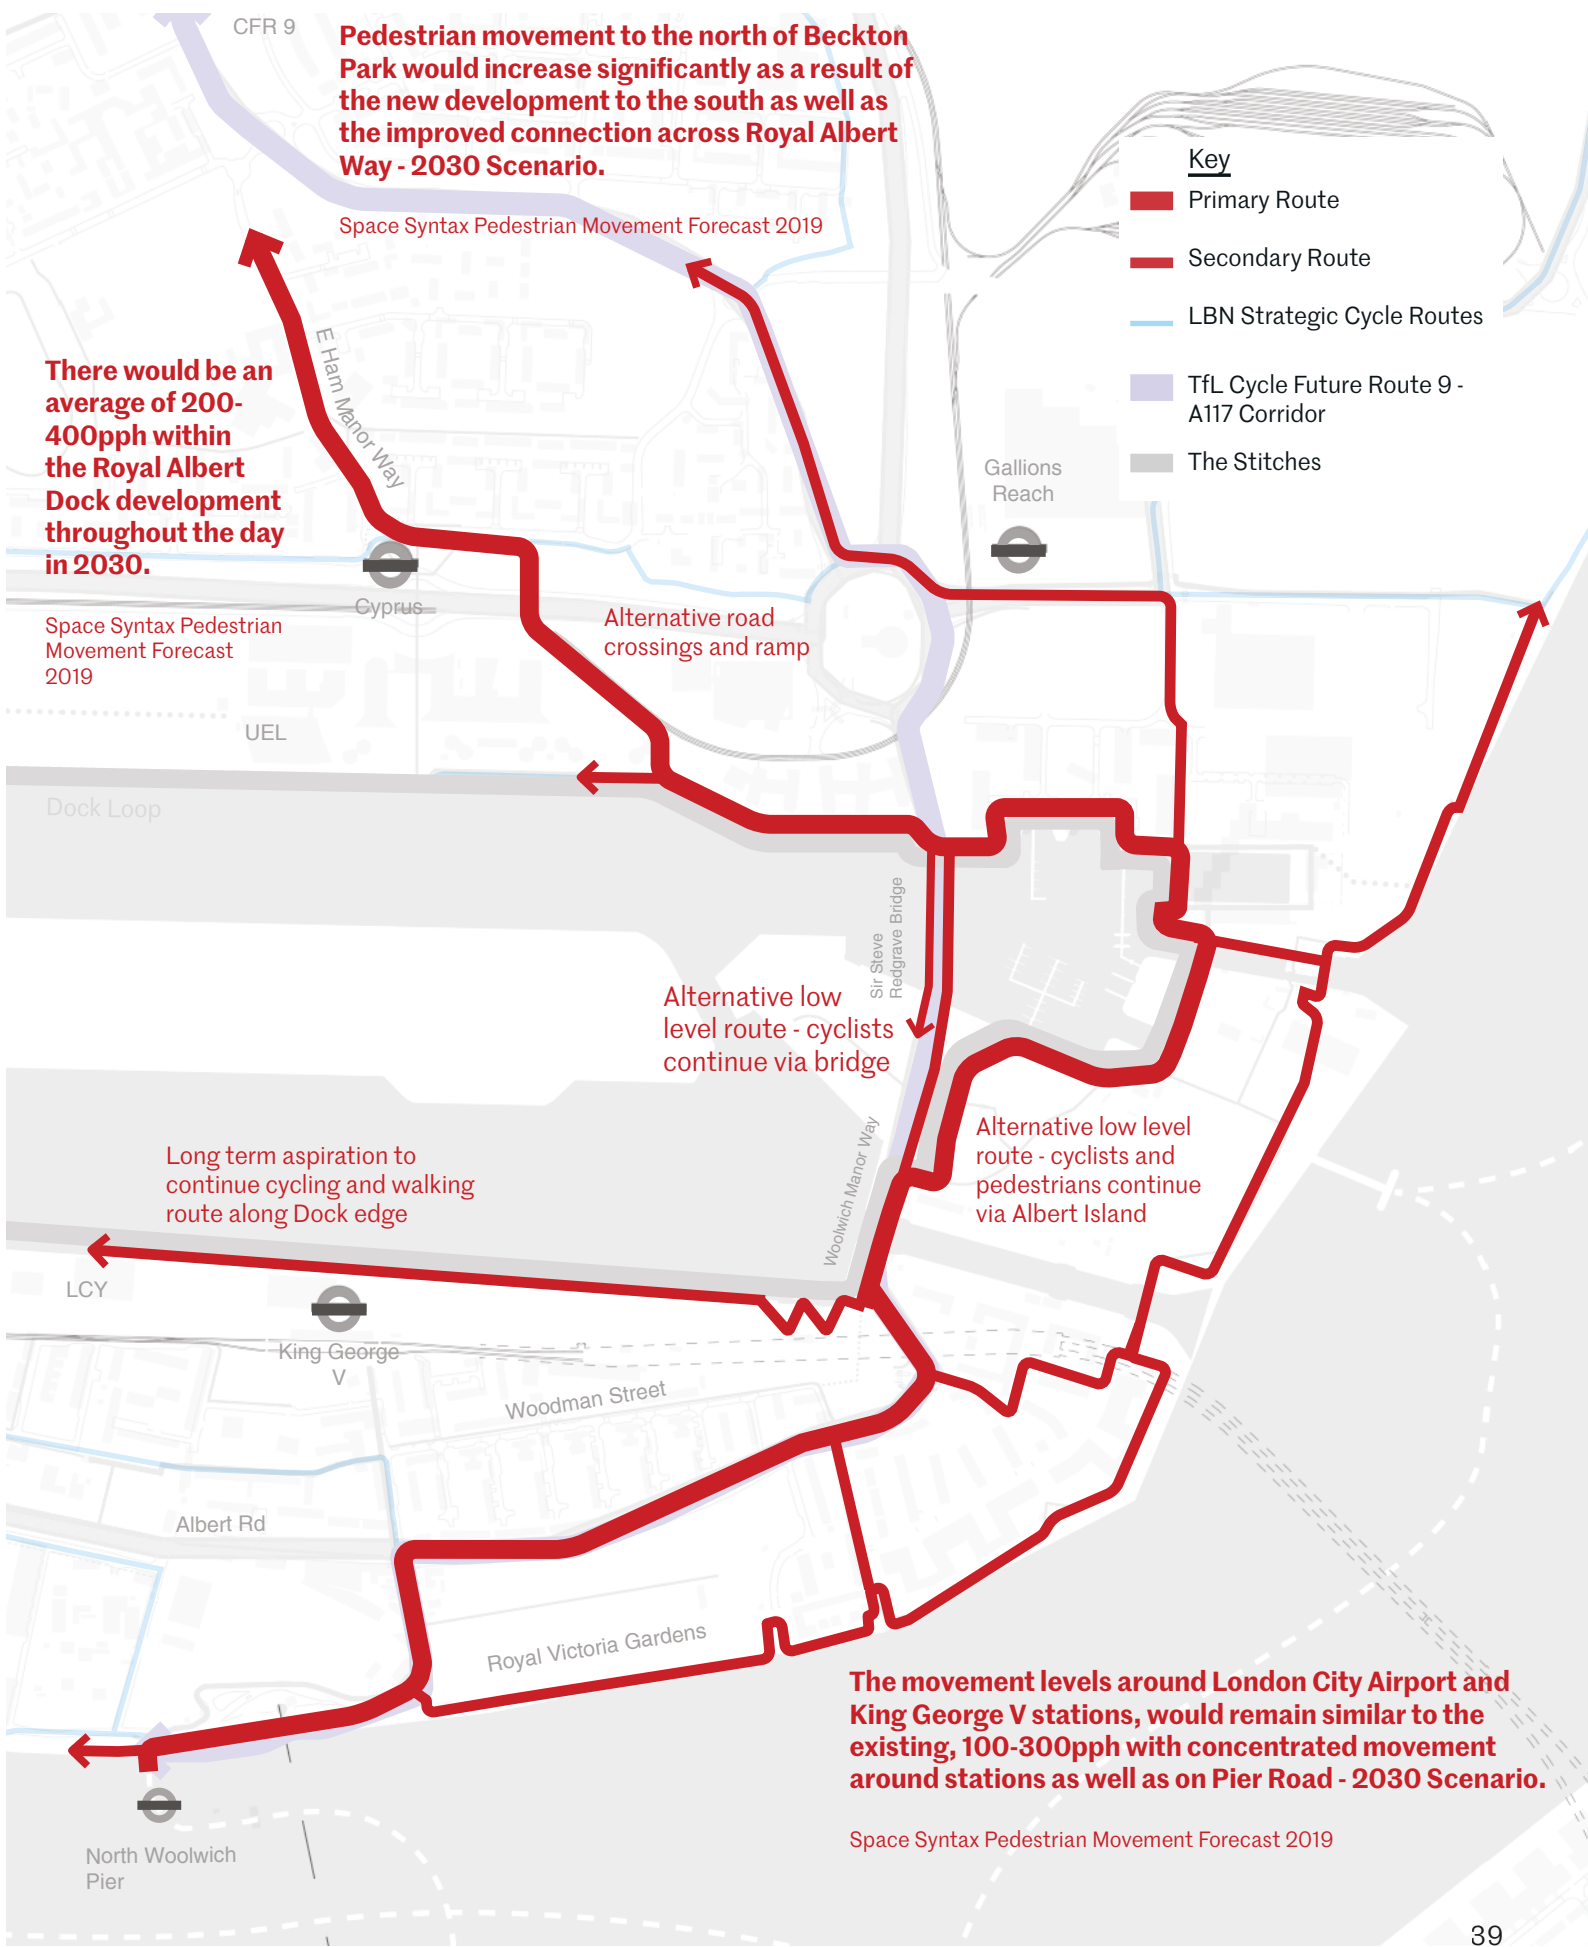 CFR 9
Pedestrian movement to the north of Beckton
Park would increase significantly as a result of
the new development to the south as well as
the improved connection across Royal Albert
Way - 2030 Scenario.
Space Syntax Pedestrian Movement Forecast 2019
Key
Primary Route
Secondary Route
LBN Strategic Cycle Routes
TfL Cycle Future Route 9 -
A117 Corridor
The Stitches
E Ham Manor Way
There would be an
average of 200-
400pph within
the Royal Albert
Dock development
throughout the day
in 2030.
Space Syntax Pedestrian
Movement Forecast
2019
Gallions
Reach
Cyprus
Alternative road
crossings and ramp
UEL
Dock Loop
Sir Steve
Redgrave Bridge
Alternative low
level route - cyclists
continue via bridge
Woolwich Manor Way
Alternative low level
route - cyclists and
pedestrians continue
via Albert Island
Long term aspiration to
continue cycling and walking
route along Dock edge
LCY
King George
V
Woodman Street
Albert Rd
Royal Victoria Gardens
The movement levels around London City Airport and
King George V stations, would remain similar to the
existing, 100-300pph with concentrated movement
around stations as well as on Pier Road - 2030 Scenario.
Space Syntax Pedestrian Movement Forecast 2019
North Woolwich
Pier
39